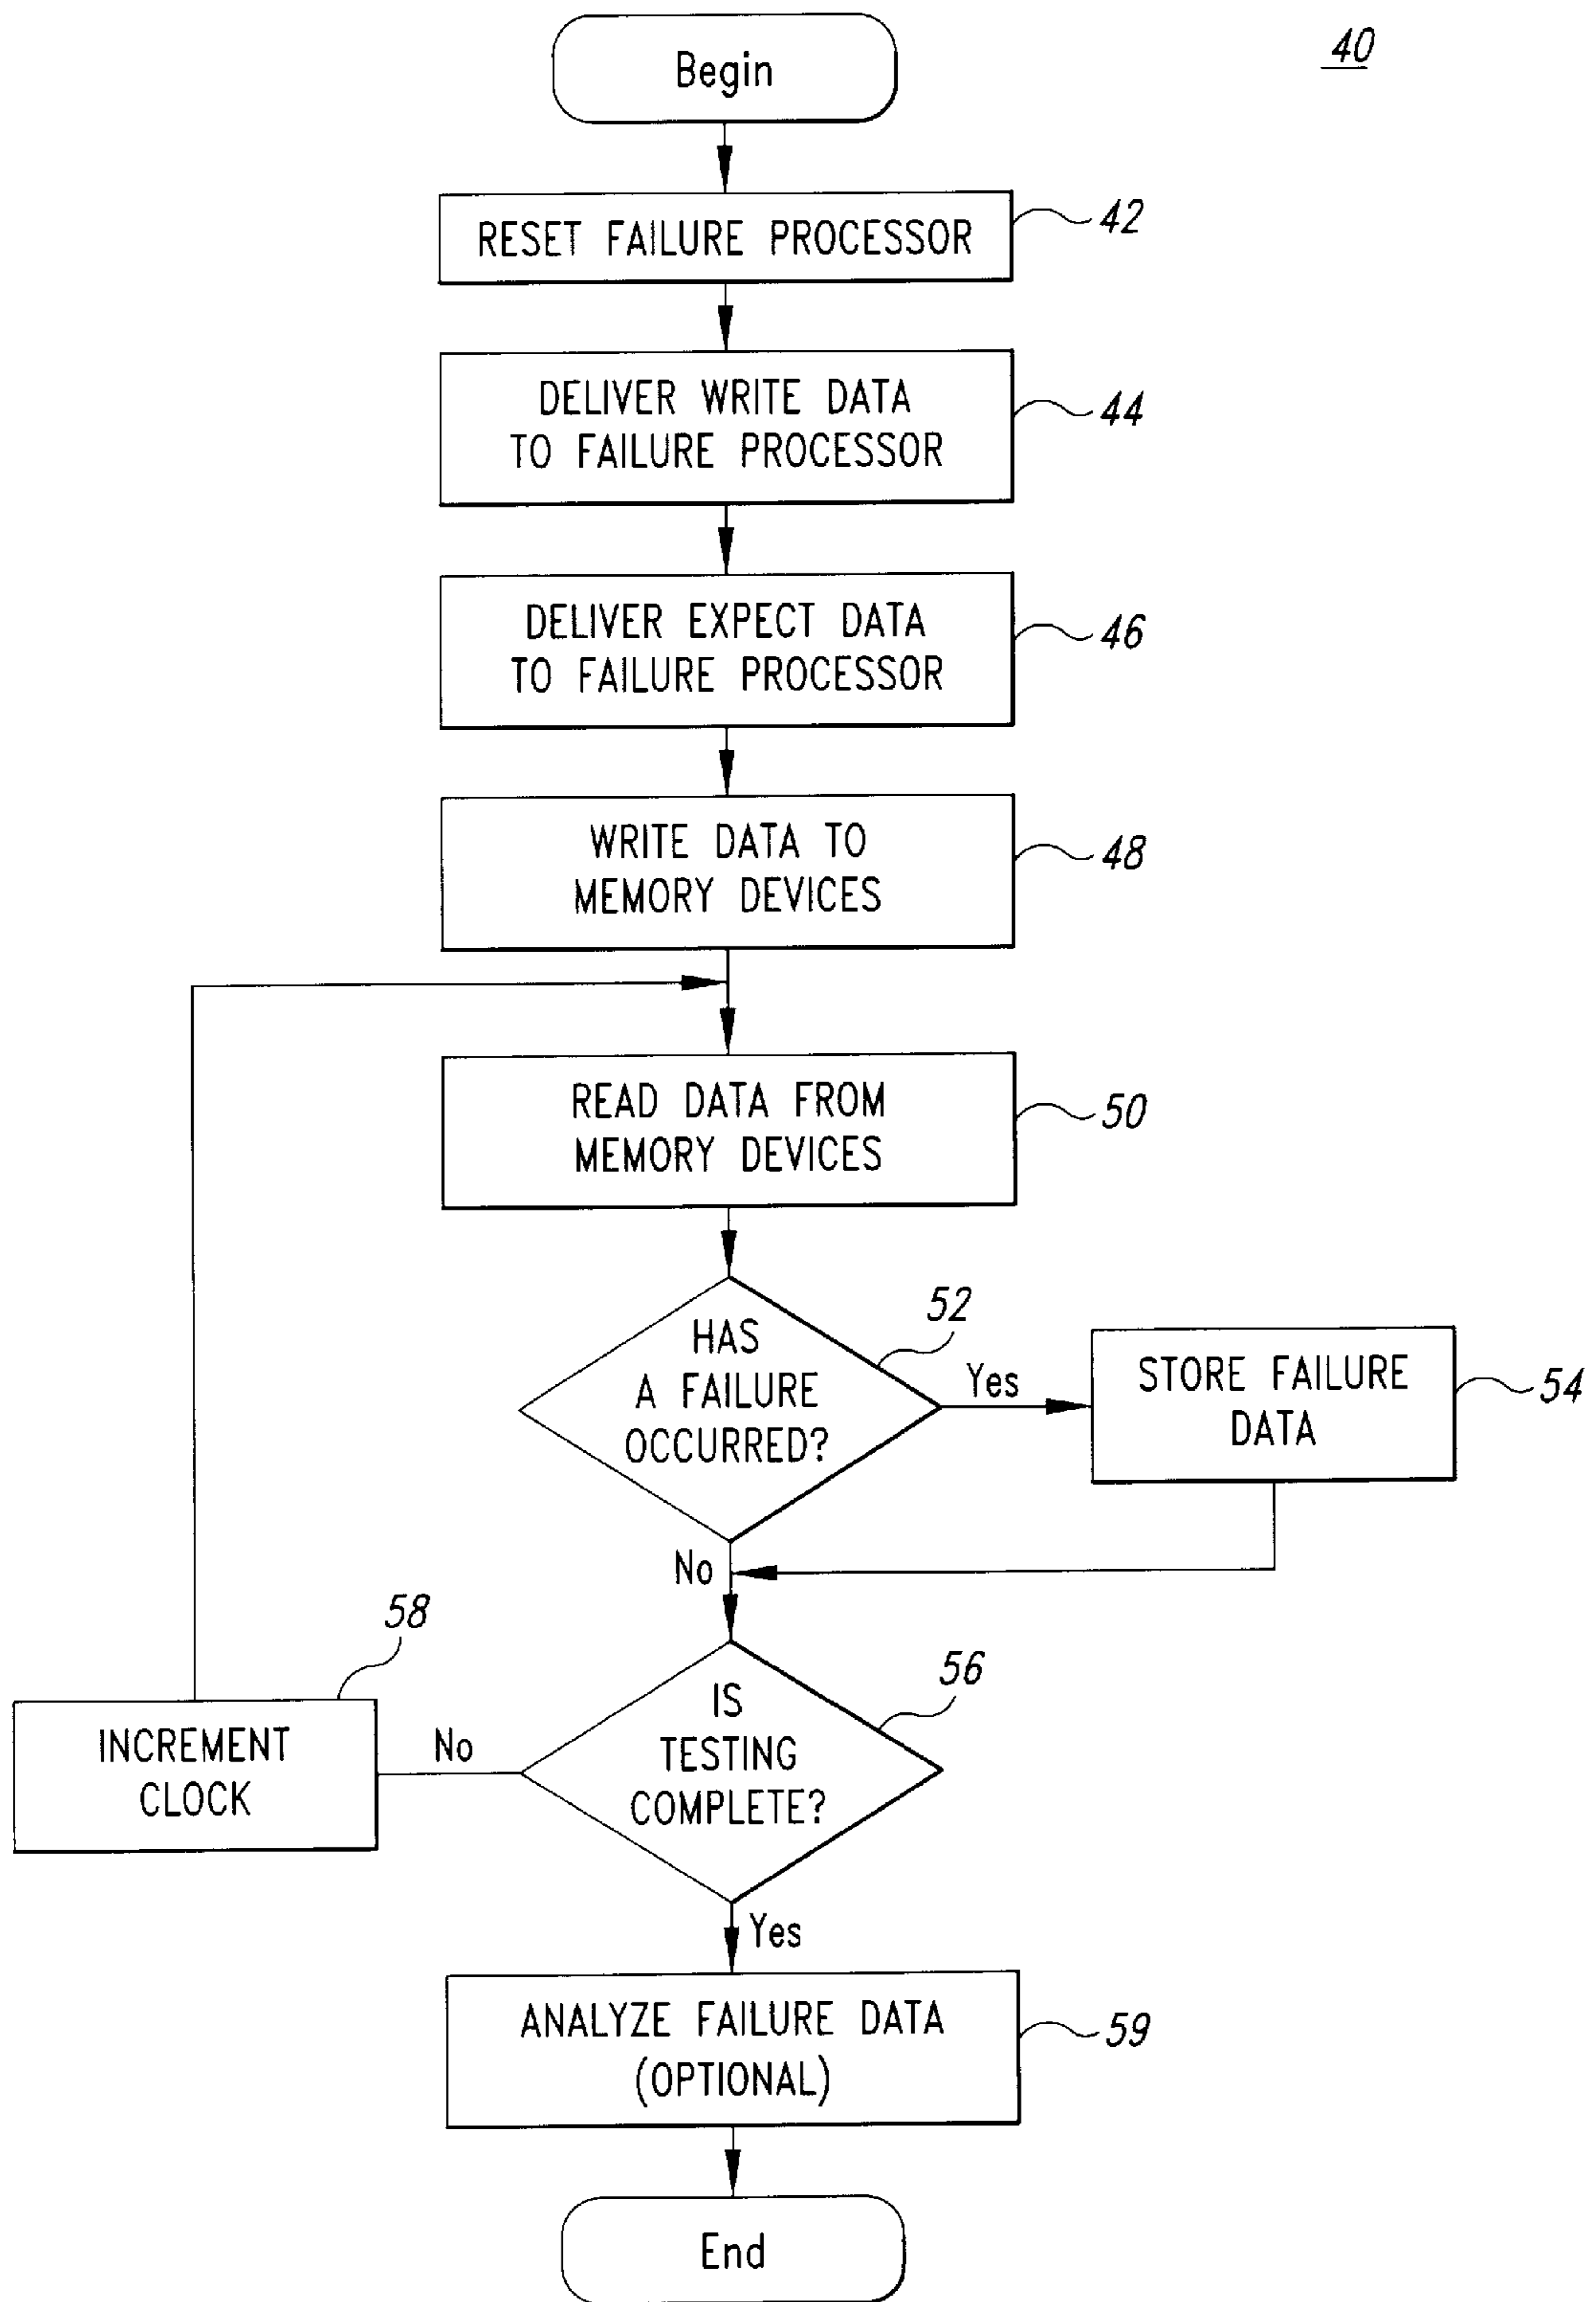 40
Begin
RESET FAILURE PROCESSOR
42
DELIVER WRITE DATA
TO FAILURE PROCESSOR
44
DELIVER EXPECT DATA
TO FAILURE PROCESSOR
46
WRITE DATA TO
MEMORY DEVICES
48
READ DATA FROM
MEMORY DEVICES
50
HAS
A FAILURE
OCCURRED?
52
Yes
STORE FAILURE
DATA
54
No
IS
TESTING
COMPLETE?
56
No
INCREMENT
CLOCK
58
Yes
ANALYZE FAILURE DATA
(OPTIONAL)
59
End